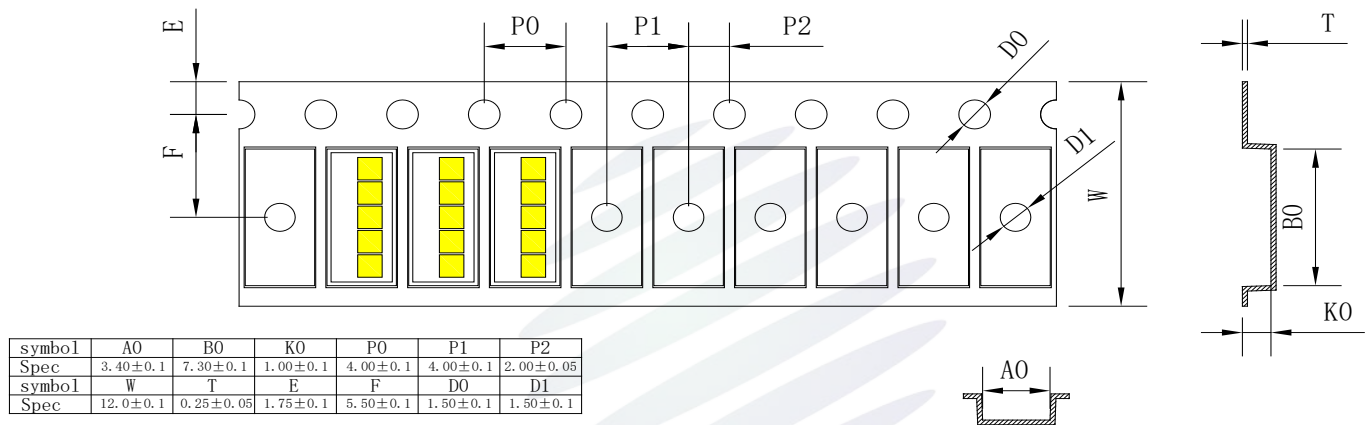 E
P0
P1
P2
D0
T
F
D1
W
B0
K0
A0
symbol A0 B0 K0 P0 P1 P2
Spec 3.40±0.1 7.30±0.1 1.00±0.1 4.00±0.1 4.00±0.1 2.00±0.05
symbol W T E F D0 D1
Spec 12.0±0.1 0.25±0.05 1.75±0.1 5.50±0.1 1.50±0.1 1.50±0.1